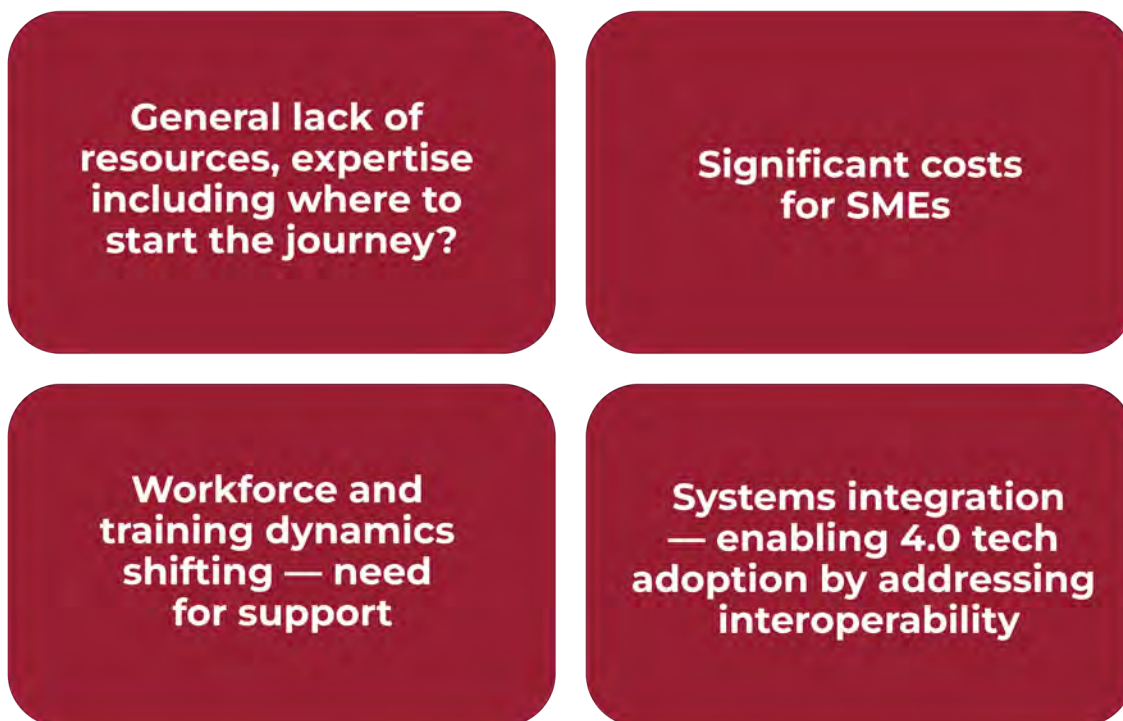 General lack of
resources, expertise
including where to
start the journey?
Significant costs
for SMEs
Workforce and
training dynamics
shifting — need
for support
Systems integration
— enabling 4.0 tech
adoption by addressing
interoperability